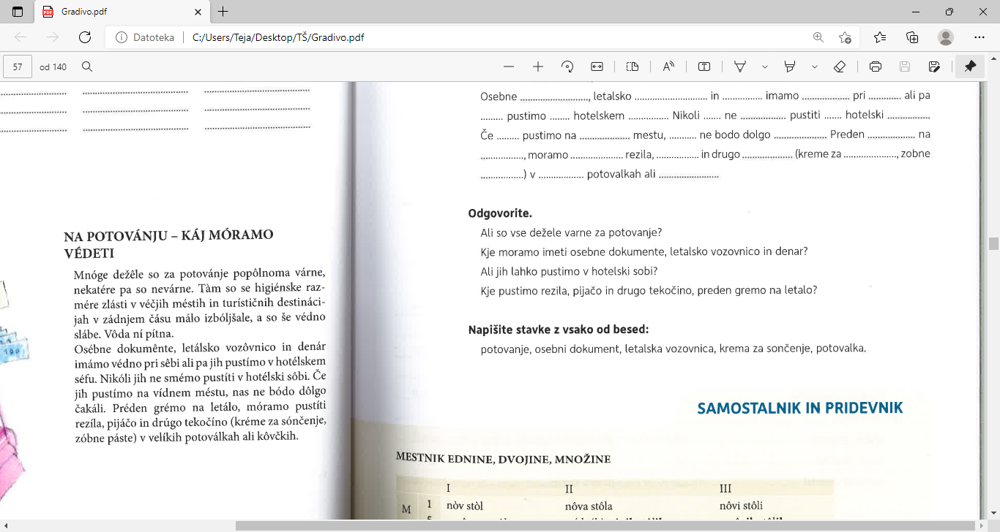 Gradivo.pdf
Datoteka C:/Users/Teja/Desktop/TŠ/Gradivo.pdf
57 od 140
NA POTOVÁNJU – KÁJ MÓRAMO
VÉDETI
Mnóge dežêle so za potovánje popôlnoma várne,
nekatére pa so nevárne. Tàm so se higiénske raz-
mére zlásti v véčjih méstih in turístičnih destináci-
jah v zádnjem čásu málo izbóljšale, a so še védno
slábe. Vôda ní pítna.
Osébne dokumênte, letálsko vozôvnico in denár
imámo védno pri sêbi ali pa jih pustímo v hotélskem
séfu. Nikóli jih ne smémo pustíti v hotélski sôbi. Če
jih pustímo na vídnem méstu, nas ne bódo dôlgo
čakáli. Préden grémo na letálo, móramo pustíti
rezíla, pijáčo in drúgo tekočíno (kréme za sónčenje,
zóbne páste) v velíkih potoválkah ali kôvčkih.
Osebne ........................, letalsko ......................... in .............. imamo ................ pri ........... ali pa
........ pustimo ....... hotelskem .............. Nikoli ...... ne ................ pustiti ...... hotelski ...............
Če ........ pustimo na ................. mestu, .......... ne bodo dolgo .................. Preden ................ na
..............., moramo .................. rezila, ............... in drugo ................. (kreme za .................., zobne
...............) v ................ potovalkah ali .....................
Odgovorite.
Ali so vse dežele varne za potovanje?
Kje moramo imeti osebne dokumente, letalsko vozovnico in denar?
Ali jih lahko pustimo v hotelski sobi?
Kje pustimo rezila, pijačo in drugo tekočino, preden gremo na letalo?
Napišite stavke z vsako od besed:
potovanje, osebni dokument, letalska vozovnica, krema za sončenje, potovalka.
SAMOSTALNIK IN PRIDEVNIK
MESTNIK EDNINE, DVOJINE, MNOŽINE
I II III
M 1 nòv stòl nôva stôla nôvi stôli